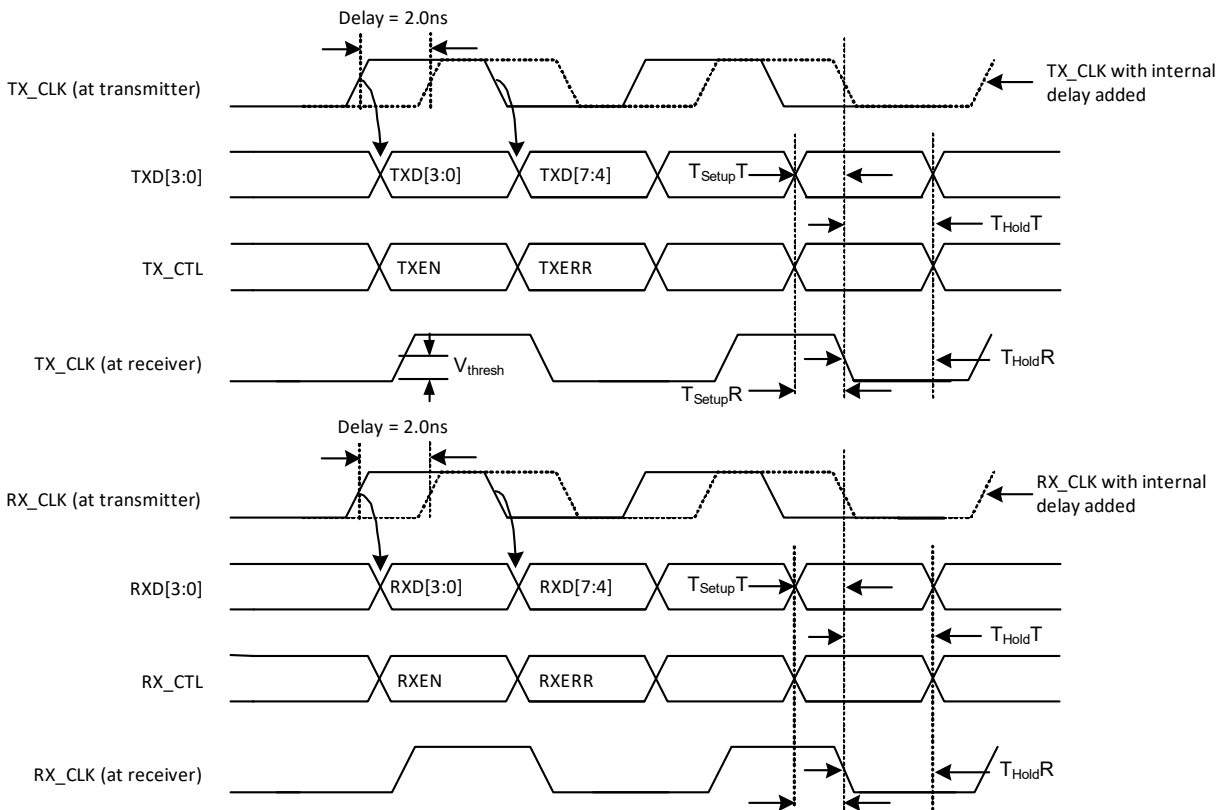 Delay = 2.0ns
TX_CLK (at transmitter)
TX_CLK with internal
delay added
TXD[3:0]
TXD[3:0]
TXD[7:4]
TSetupT
THoldT
TX_CTL
TXEN
TXERR
TX_CLK (at receiver)
Vthresh
THoldR
TSetupR
Delay = 2.0ns
RX_CLK (at transmitter)
RX_CLK with internal
delay added
RXD[3:0]
RXD[3:0]
RXD[7:4]
TSetupT
THoldT
RX_CTL
RXEN
RXERR
RX_CLK (at receiver)
THoldR